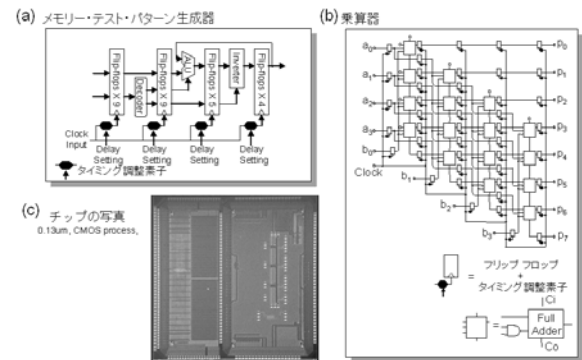 (a) メモリー・テスト・パターン生成器
Flip-flops X 9
Decoder
Flip-flops X 9
ALU
Flip-flops X 5
Inverter
Flip-flops X 4
Clock
Input
Delay
Setting
Delay
Setting
Delay
Setting
Delay
Setting
タイミング調整素子
(b) 乗算器
a0
a1
a2
a3
b0
Clock
b1
b2
b3
p0
p1
p2
p3
p4
p5
p6
p7
= フリップ フロップ
+
タイミング 調整素子
Ci
= Full
Adder
Co
(c) チップの写真
0.13um, CMOS process,